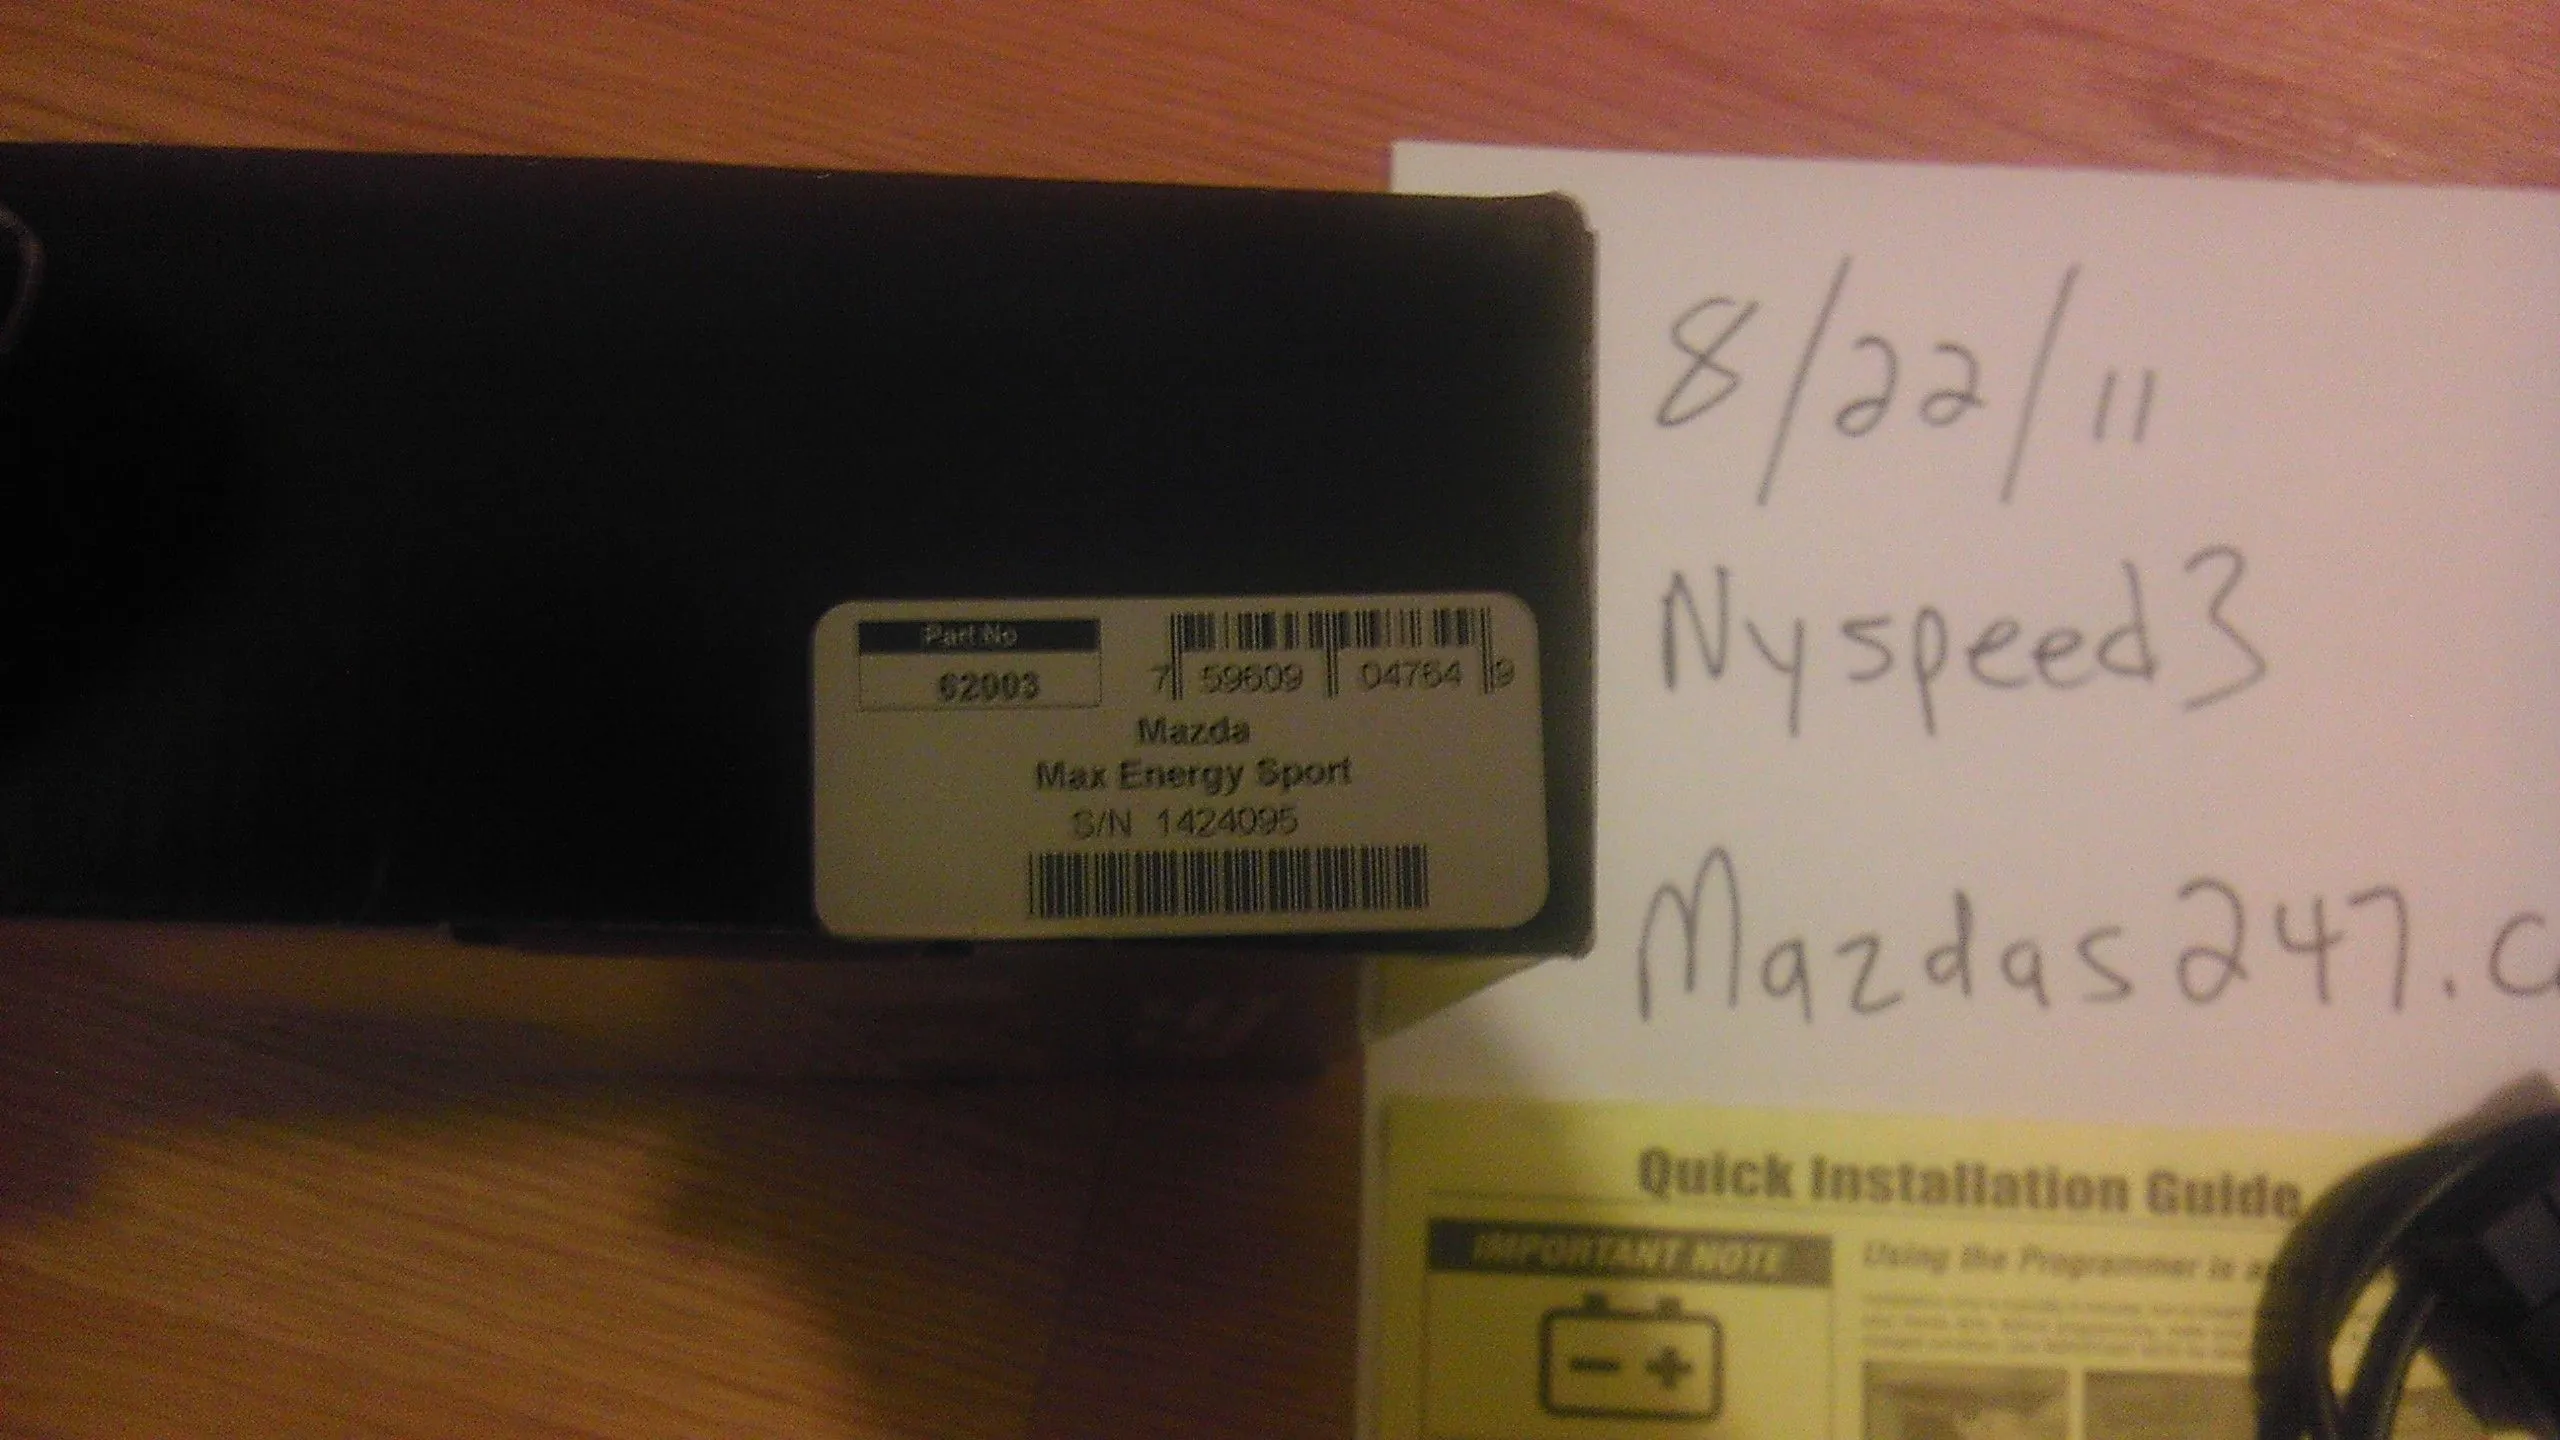 Part No
62003
7 59609 04764 9
Mazda
Max Energy Sport
S/N 1424095
8/22/11
Nyspeed3
Mazdas247.c
Quick Installation Guide
IMPORTANT NOTE
Using the Programmer is